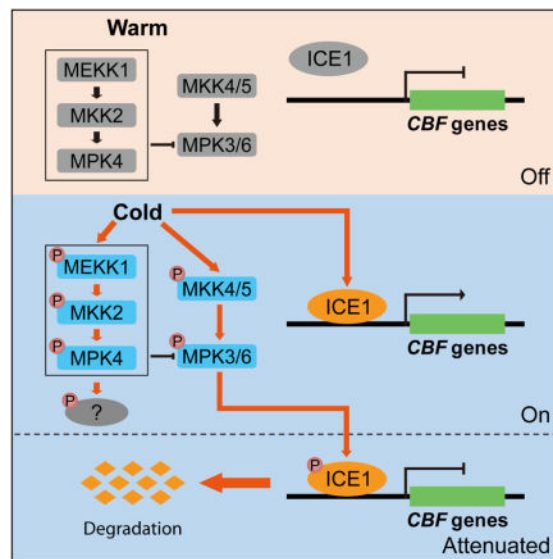 Warm
ICE1
MEKK1
MKK4/5
MKK2
MPK4
MPK3/6
CBF genes
Off
Cold
P
MEKK1
P
MKK4/5
P
MKK2
ICE1
P
MPK4
P
MPK3/6
CBF genes
P
?
On
P
ICE1
Degradation
CBF genes
Attenuated